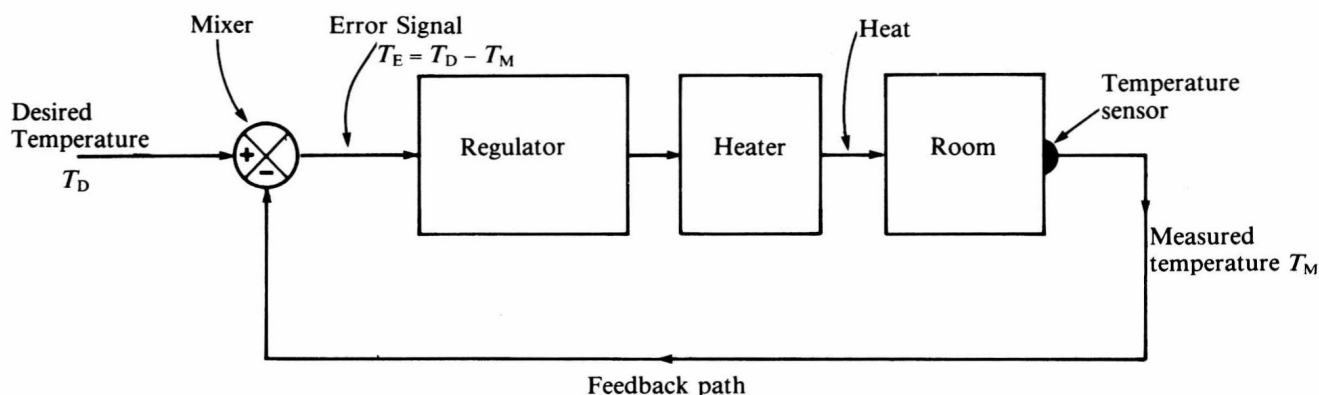 Mixer
Error Signal
T_E = T_D – T_M
Heat
Temperature
sensor
Desired
Temperature
T_D
+
–
Regulator
Heater
Room
Measured
temperature T_M
Feedback path